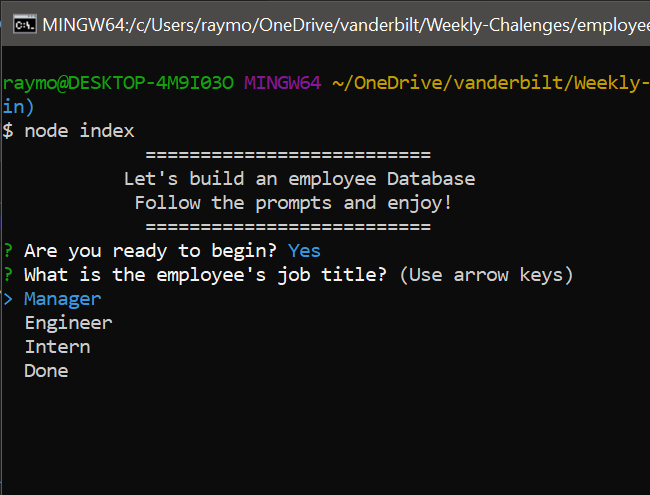 MINGW64:/c/Users/raymo/OneDrive/vanderbilt/Weekly-Chalenges/employee
raymo@DESKTOP-4M9I03O MINGW64 ~/OneDrive/vanderbilt/Weekly-
in)
$ node index
==========================
Let's build an employee Database
Follow the prompts and enjoy!
==========================
? Are you ready to begin? Yes
? What is the employee's job title? (Use arrow keys)
> Manager
Engineer
Intern
Done